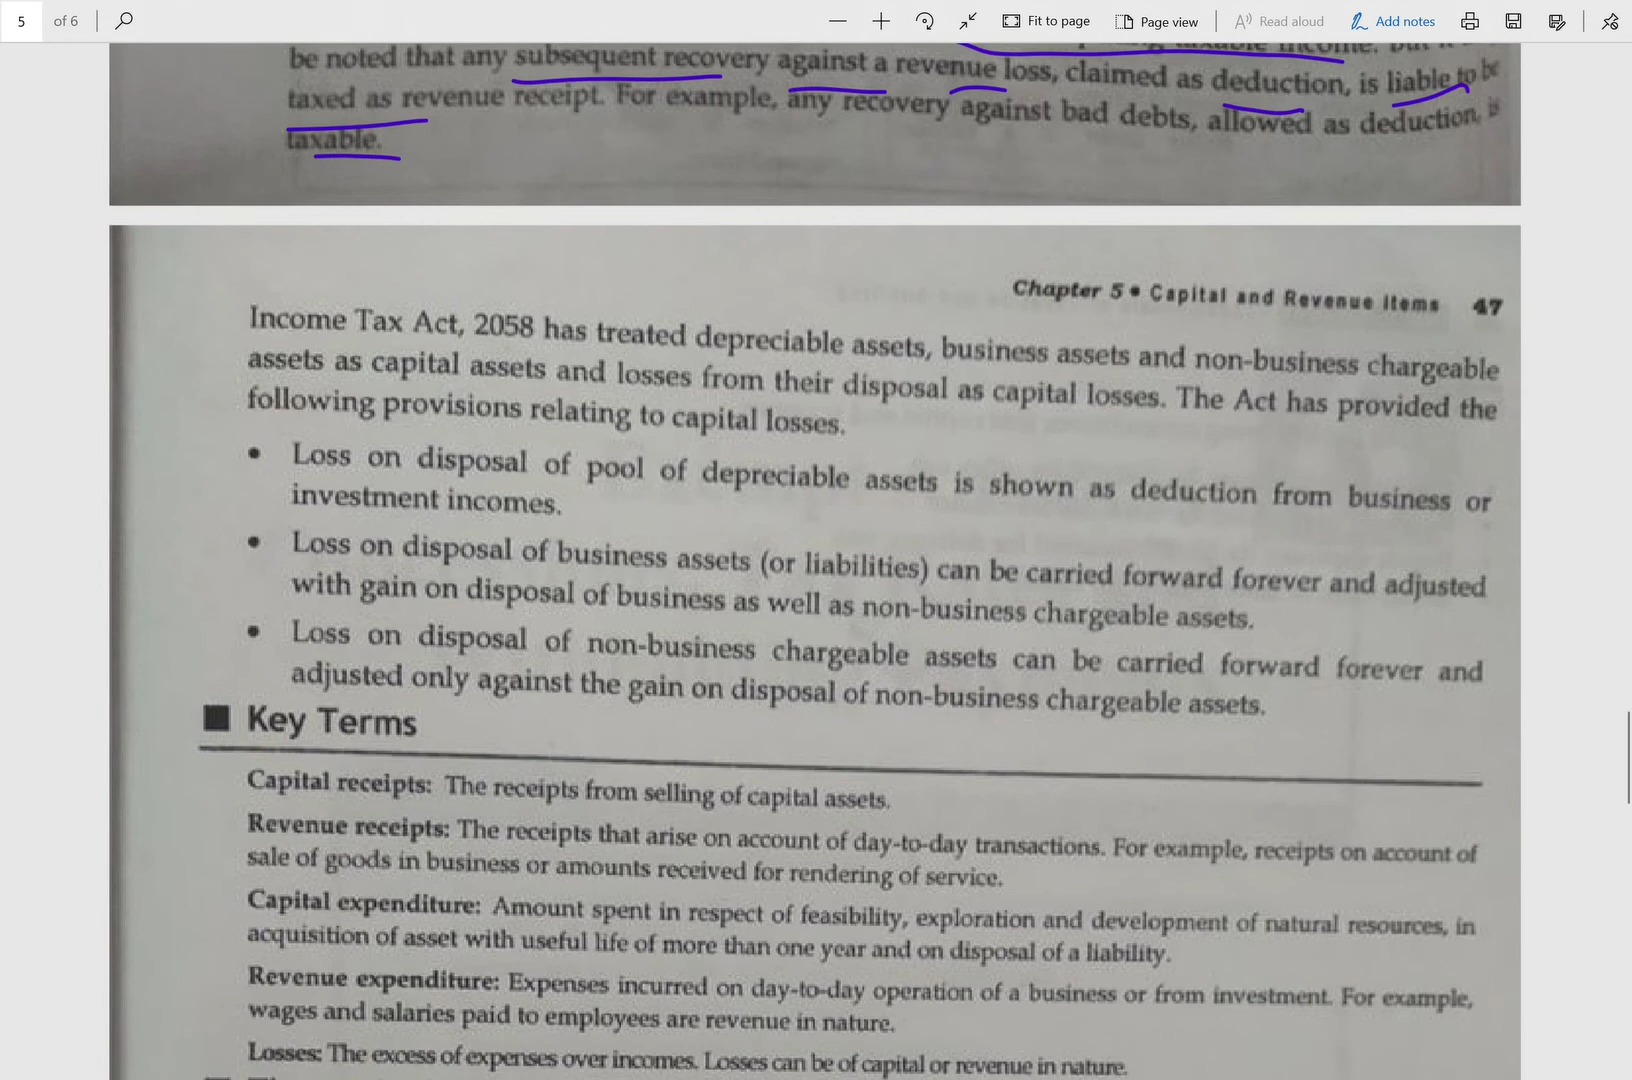 5 of 6
Fit to page
Page view
Read aloud
Add notes
be noted that any subsequent recovery against a revenue loss, claimed as deduction, is liable to be
taxed as revenue receipt. For example, any recovery against bad debts, allowed as deduction, is
taxable.
Chapter 5 • Capital and Revenue Items 47
Income Tax Act, 2058 has treated depreciable assets, business assets and non-business chargeable
assets as capital assets and losses from their disposal as capital losses. The Act has provided the
following provisions relating to capital losses.
• Loss on disposal of pool of depreciable assets is shown as deduction from business or
investment incomes.
• Loss on disposal of business assets (or liabilities) can be carried forward forever and adjusted
with gain on disposal of business as well as non-business chargeable assets.
• Loss on disposal of non-business chargeable assets can be carried forward forever and
adjusted only against the gain on disposal of non-business chargeable assets.
Key Terms
Capital receipts: The receipts from selling of capital assets.
Revenue receipts: The receipts that arise on account of day-to-day transactions. For example, receipts on account of
sale of goods in business or amounts received for rendering of service.
Capital expenditure: Amount spent in respect of feasibility, exploration and development of natural resources, in
acquisition of asset with useful life of more than one year and on disposal of a liability.
Revenue expenditure: Expenses incurred on day-to-day operation of a business or from investment. For example,
wages and salaries paid to employees are revenue in nature.
Losses: The excess of expenses over incomes. Losses can be of capital or revenue in nature.